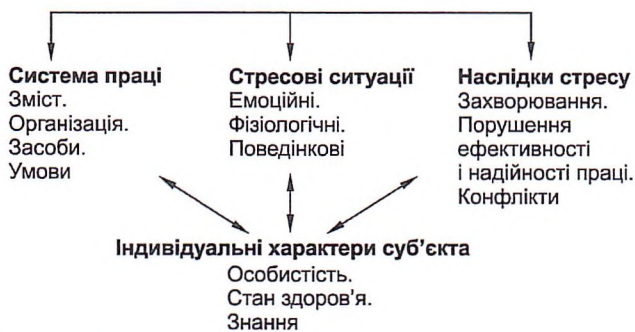 Система праці
Зміст.
Організація.
Засоби.
Умови
Стресові ситуації
Емоційні.
Фізіологічні.
Поведінкові
Наслідки стресу
Захворювання.
Порушення
ефективності
і надійності праці.
Конфлікти
Індивідуальні характери суб’єкта
Особистість.
Стан здоров'я.
Знання